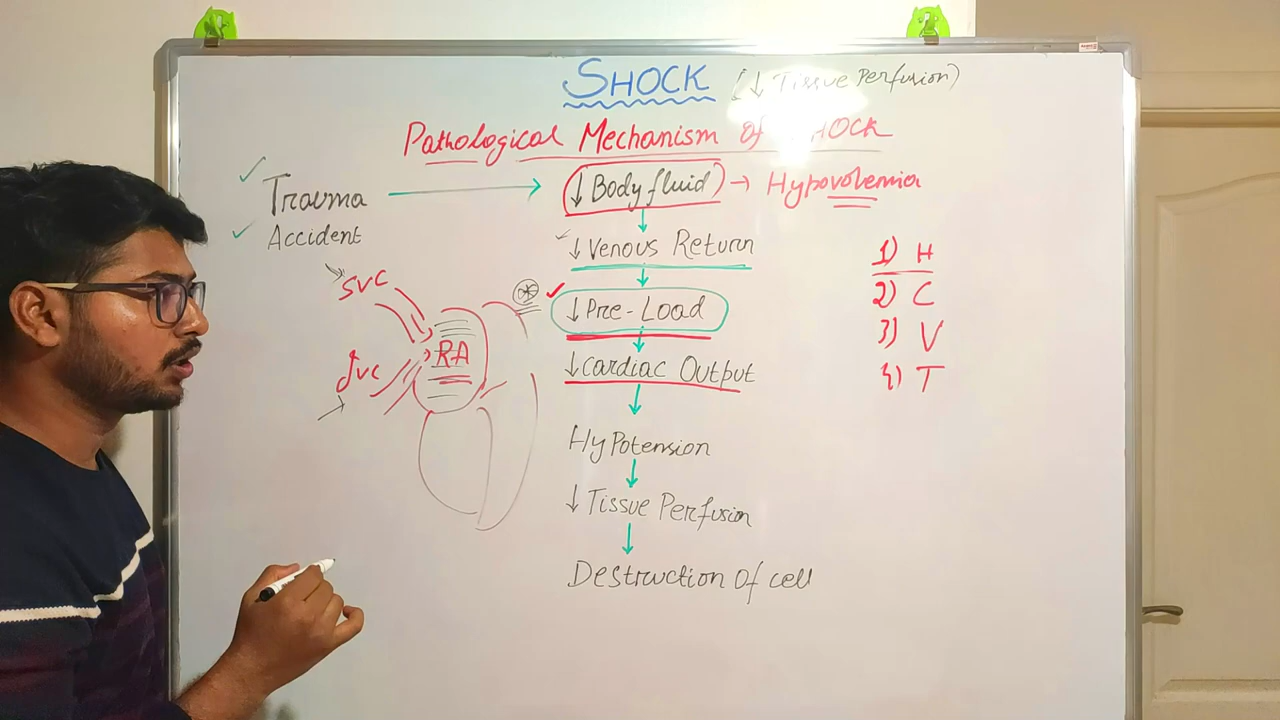 SHOCK (↓ Tissue Perfusion)
Pathological Mechanism of SHOCK
Trauma → ↓ Body fluid → Hypovolemia
Accident
↓ Venous Return
1) H
SVC
2) C
↓ Pre-Load
3) V
RA
IVC
↓ Cardiac Output
4) T
HyPotension
↓ Tissue Perfusion
Destruction Of cell